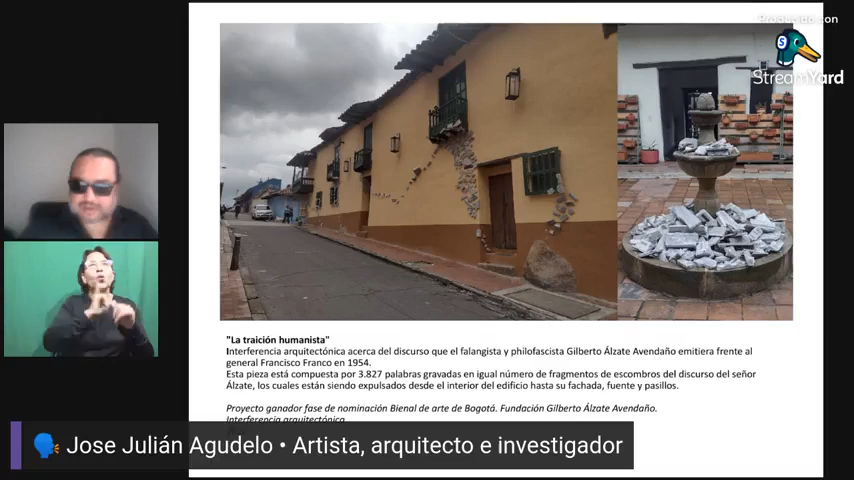 Producido con
StreamYard
"La traición humanista"
Interferencia arquitectónica acerca del discurso que el falangista y philofascista Gilberto Álzate Avendaño emitiera frente al
general Francisco Franco en 1954.
Esta pieza está compuesta por 3.827 palabras gravadas en igual número de fragmentos de escombros del discurso del señor
Álzate, los cuales están siendo expulsados desde el interior del edificio hasta su fachada, fuente y pasillos.
Proyecto ganador fase de nominación Bienal de arte de Bogotá. Fundación Gilberto Álzate Avendaño.
Interferencia arquitectónica
Jose Julián Agudelo • Artista, arquitecto e investigador